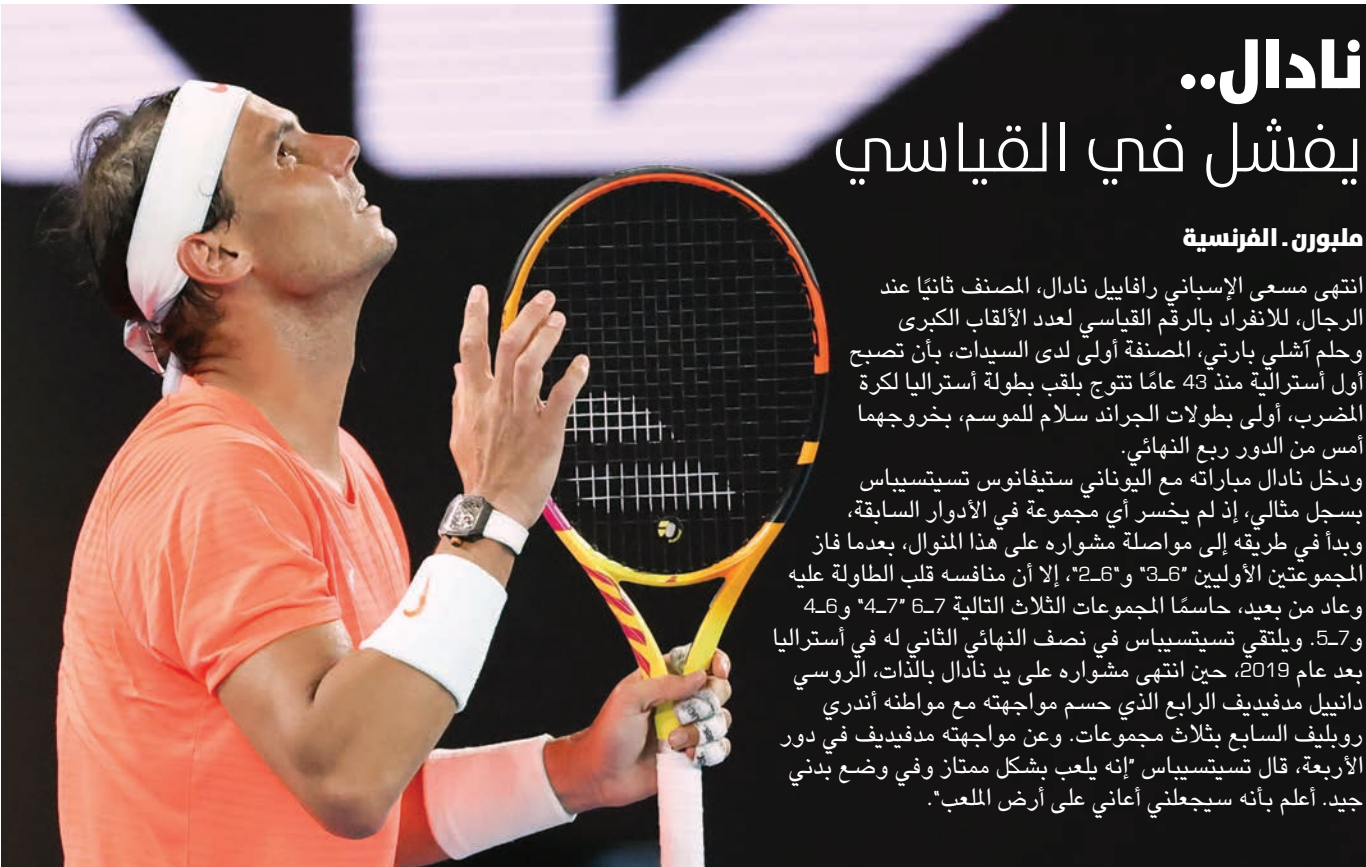 نادال..
يفشل في القياسي
ملبورن. الفرنسية
انتهى مسعى الإسباني رافاييل نادال، المصنف ثانيًا عند
الرجال، للانفراد بالرقم القياسي لعدد الألقاب الكبرى
وحلم آشلي بارتي، المصنفة أولى لدى السيدات، بأن تصبح
أول أسترالية منذ 43 عامًا تتوج بلقب بطولة أستراليا لكرة
المضرب، أولى بطولات الجراند سلام للموسم، بخروجهما
أمس من الدور ربع النهائي.
ودخل نادال مباراته مع اليوناني ستيفانوس تسيتسيباس
بسجل مثالي، إذ لم يخسر أي مجموعة في الأدوار السابقة،
وبدأ في طريقه إلى مواصلة مشواره على هذا المنوال، بعدما فاز
المجموعتين الأوليين "6ـ3" و"6ـ2"، إلا أن منافسه قلب الطاولة عليه
وعاد من بعيد، حاسمًا المجموعات الثلاث التالية 7ـ6 "7ـ4" و6ـ4
و7ـ5. ويلتقي تسيتسيباس في نصف النهائي الثاني له في أستراليا
بعد عام 2019، حين انتهى مشواره على يد نادال بالذات، الروسي
دانييل مدفيديف الرابع الذي حسم مواجهته مع مواطنه أندري
روبليف السابع بثلاث مجموعات. وعن مواجهته مدفيديف في دور
الأربعة، قال تسيتسيباس "إنه يلعب بشكل ممتاز وفي وضع بدني
جيد. أعلم بأنه سيجعلني أعاني على أرض الملعب".